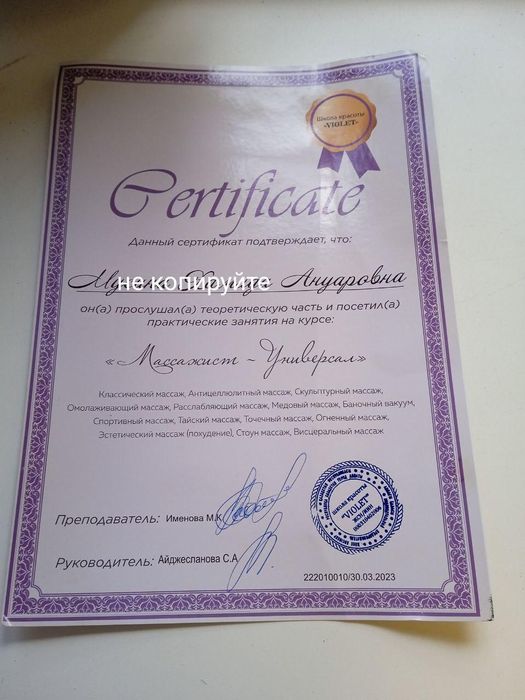 Школа красоты
-VIOLET-
Certificate
Данный сертификат подтверждает, что:
не копируйте
Ануаровна
он(а) прослушал(а) теоретическую часть и посетил(а)
практические занятия на курсе:
«Массажист - Универсал»
Классический массаж, Антицеллюлитный массаж, Скульптурный массаж,
Омолаживающий массаж, Расслабляющий массаж, Медовый массаж, Баночный вакуум,
Спортивный массаж, Тайский массаж, Точечный массаж, Огненный массаж,
Эстетический массаж (похудение), Стоун массаж, Висцеральный массаж
Преподаватель: Именова М.К.
Школа красоты
"VIOLET"
Руководитель: Айджесланова С.А.
222010010/30.03.2023